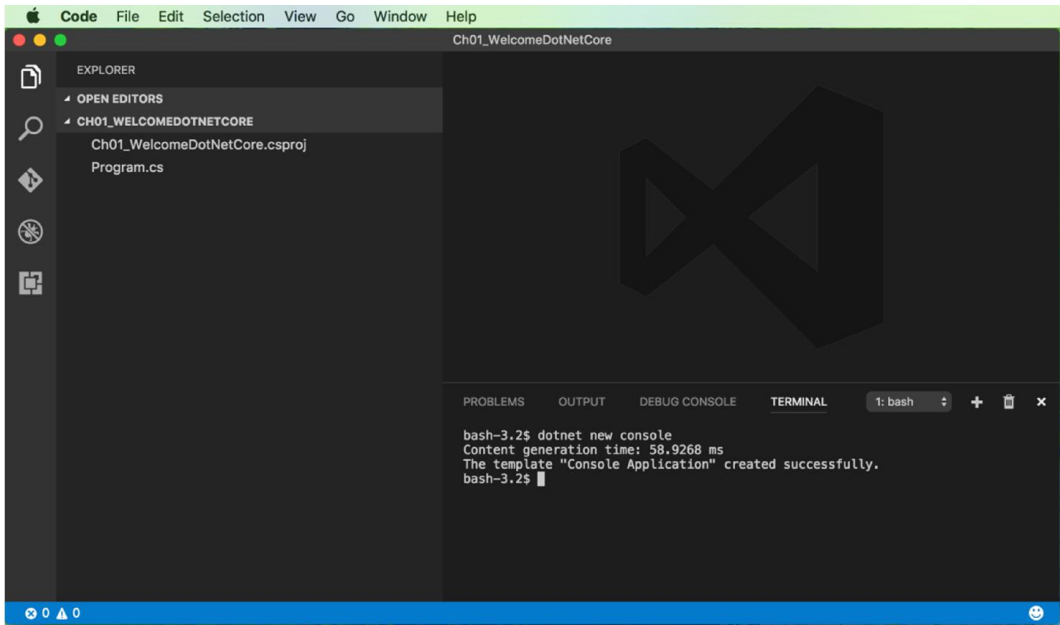 Code File Edit Selection View Go Window Help
Ch01_WelcomeDotNetCore
EXPLORER
OPEN EDITORS
CH01_WELCOMEDOTNETCORE
Ch01_WelcomeDotNetCore.csproj
Program.cs
PROBLEMS OUTPUT DEBUG CONSOLE TERMINAL 1: bash
bash-3.2$ dotnet new console
Content generation time: 58.9268 ms
The template "Console Application" created successfully.
bash-3.2$
0 0